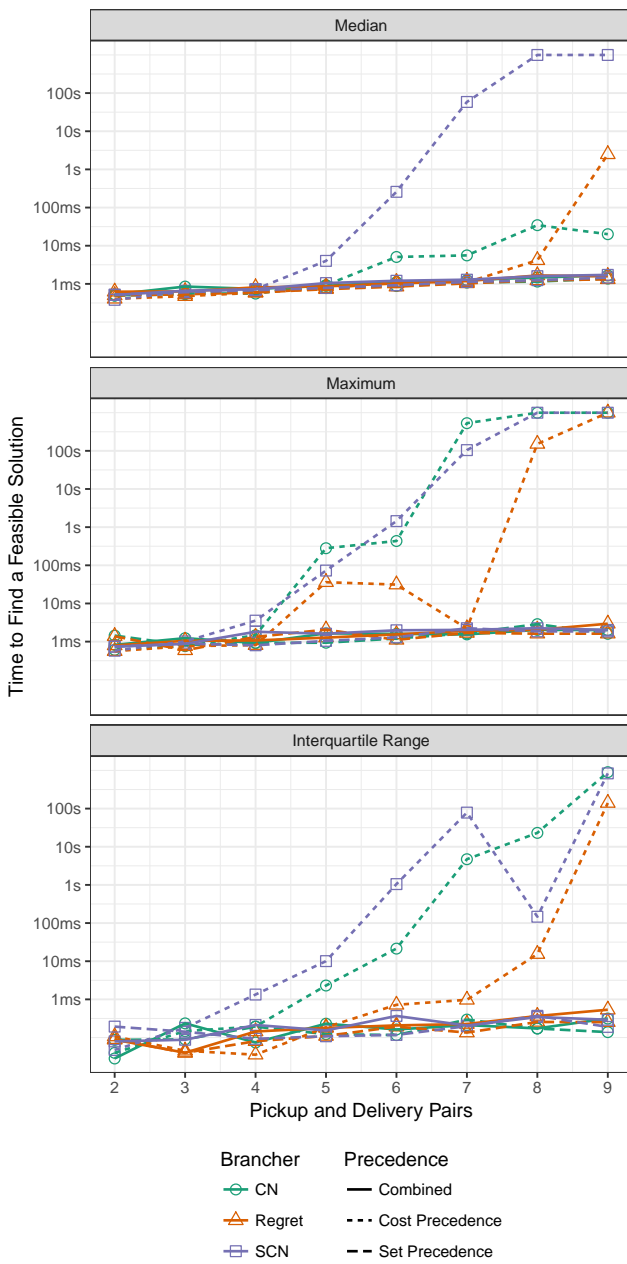 Median
100s
10s
1s
100ms
10ms
1ms
Maximum
100s
10s
1s
100ms
10ms
1ms
Interquartile Range
100s
10s
1s
100ms
10ms
1ms
2 3 4 5 6 7 8 9
Time to Find a Feasible Solution
Pickup and Delivery Pairs
Brancher
CN
Regret
SCN
Precedence
Combined
Cost Precedence
Set Precedence